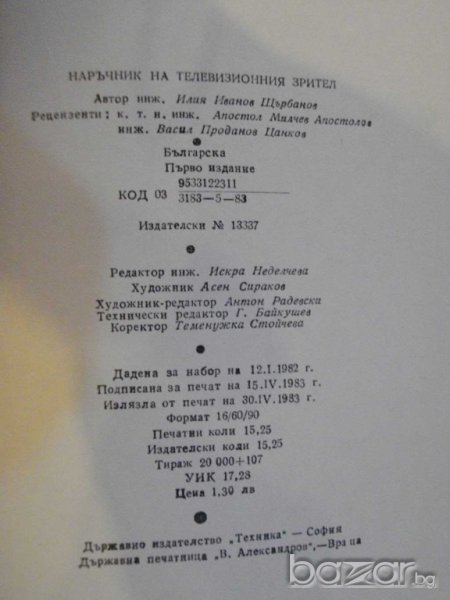 НАРЪЧНИК НА ТЕЛЕВИЗИОННИЯ ЗРИТЕЛ
Автор инж. Илия Иванов Щърбанов
Рецензенти: к. т. н. инж. Апостол Милчев Апостолов
инж. Васил Проданов Цанков
Българска
Първо издание
КОД 03 9533122311
3183—5—83
Издателски № 13337
Редактор инж. Искра Неделчева
Художник Асен Сираков
Художник-редактор Антон Радевски
Технически редактор Г. Байкушев
Коректор Теменужка Стойчева
Дадена за набор на 12.I.1982 г.
Подписана за печат на 15.IV.1983 г.
Излязла от печат на 30.IV.1983 г.
Формат 16/60/90
Печатни коли 15,25
Издателски коли 15,25
Тираж 20 000+107
УИК 17,28
Цена 1,30 лв
Държавно издателство „Техника" — София
Държавна печатница „В. Александров",—Враца
bazar.bg